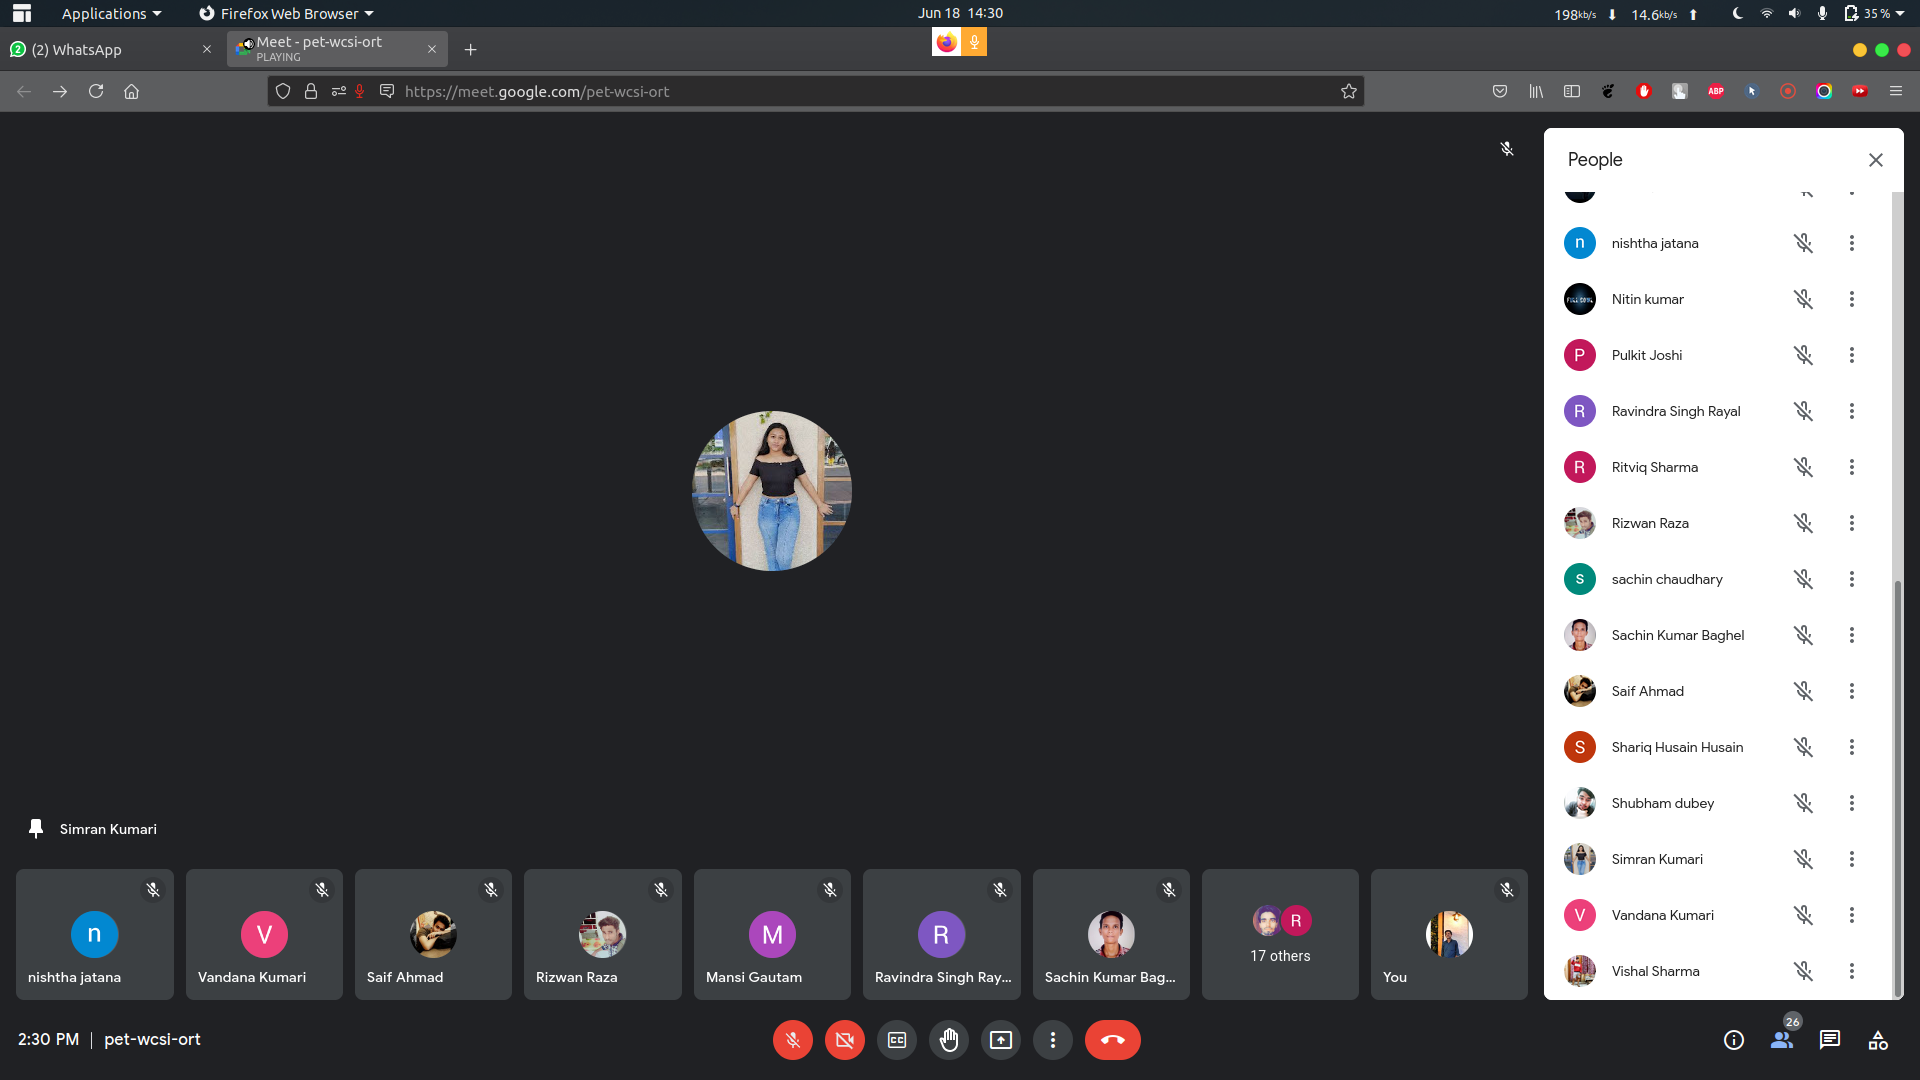 Applications
Firefox Web Browser
Jun 18 14:30
198kb/s
14.6kb/s
35 %
2
(2) WhatsApp
Meet - pet-wcsi-ort
PLAYING
https://meet.google.com/pet-wcsi-ort
ABP
People
n
nishtha jatana
Nitin kumar
P
Pulkit Joshi
R
Ravindra Singh Rayal
R
Ritviq Sharma
Rizwan Raza
s
sachin chaudhary
Sachin Kumar Baghel
Saif Ahmad
S
Shariq Husain Husain
Shubham dubey
Simran Kumari
V
Vandana Kumari
Vishal Sharma
Simran Kumari
n
nishtha jatana
V
Vandana Kumari
Saif Ahmad
Rizwan Raza
M
Mansi Gautam
R
Ravindra Singh Ray...
Sachin Kumar Bag...
R
17 others
You
2:30 PM | pet-wcsi-ort
CC
26